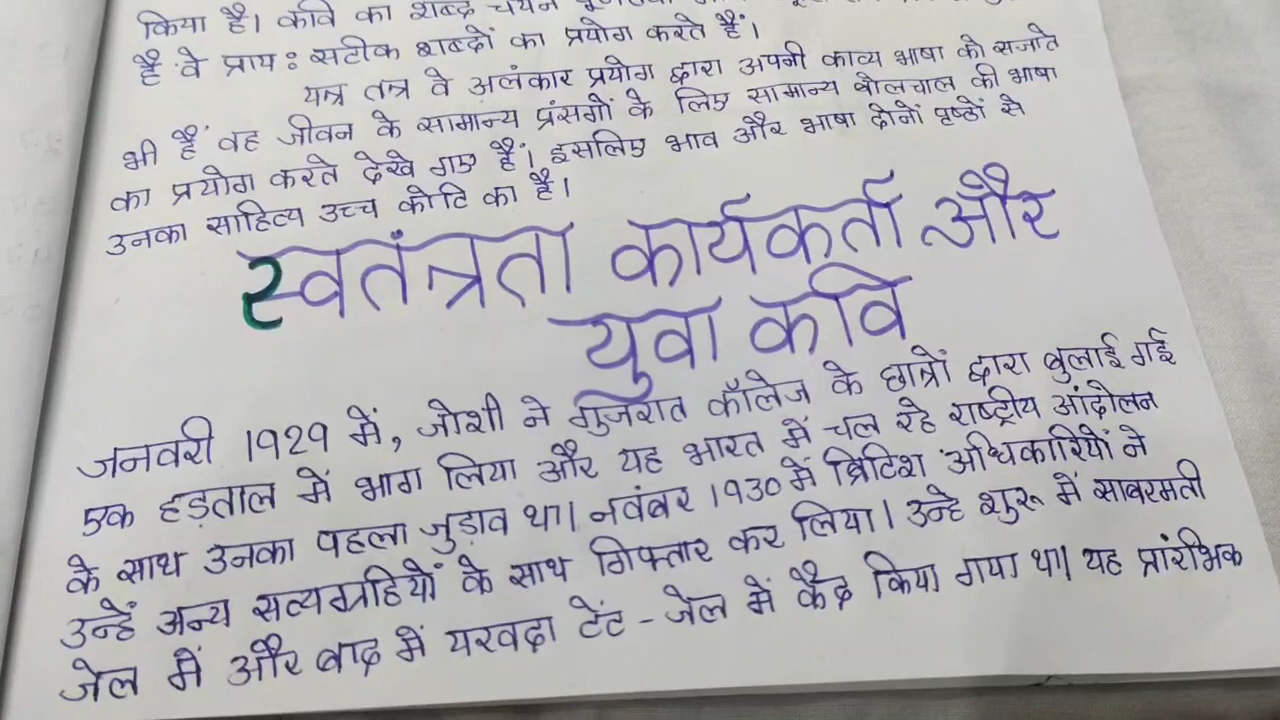 किया है। कवि का शब्द चयन
है वे प्राय: सटीक शब्दों का प्रयोग करते हैं।
यत्र तत्र वे अलंकार प्रयोग द्वारा अपनी काव्य भाषा को सजाते
भी हैं वह जीवन के सामान्य प्रंसगों के लिए सामान्य बोलचाल की भाषा
का प्रयोग करते देखे गए हैं। इसलिए भाव और भाषा दोनों पृष्ठों से
उनका साहित्य उच्च कोटि का है।
स्वतंत्रता कार्यकर्ता और
युवा कवि
जनवरी 1929 में, जोशी ने गुजरात कॉलेज के छात्रों द्वारा बुलाई गई
एक हड़ताल में भाग लिया और यह भारत में चल रहे राष्ट्रीय आंदोलन
के साथ उनका पहला जुड़ाव था। नवंबर 1930 में ब्रिटिश अधिकारियों ने
उन्हें अन्य सत्यग्रहियों के साथ गिफ्तार कर लिया। उन्हे शुरू में साबरमती
जेल में और बाद में यरवदा टेंट - जेल में कैद किया गया था। यह प्रांरभिक